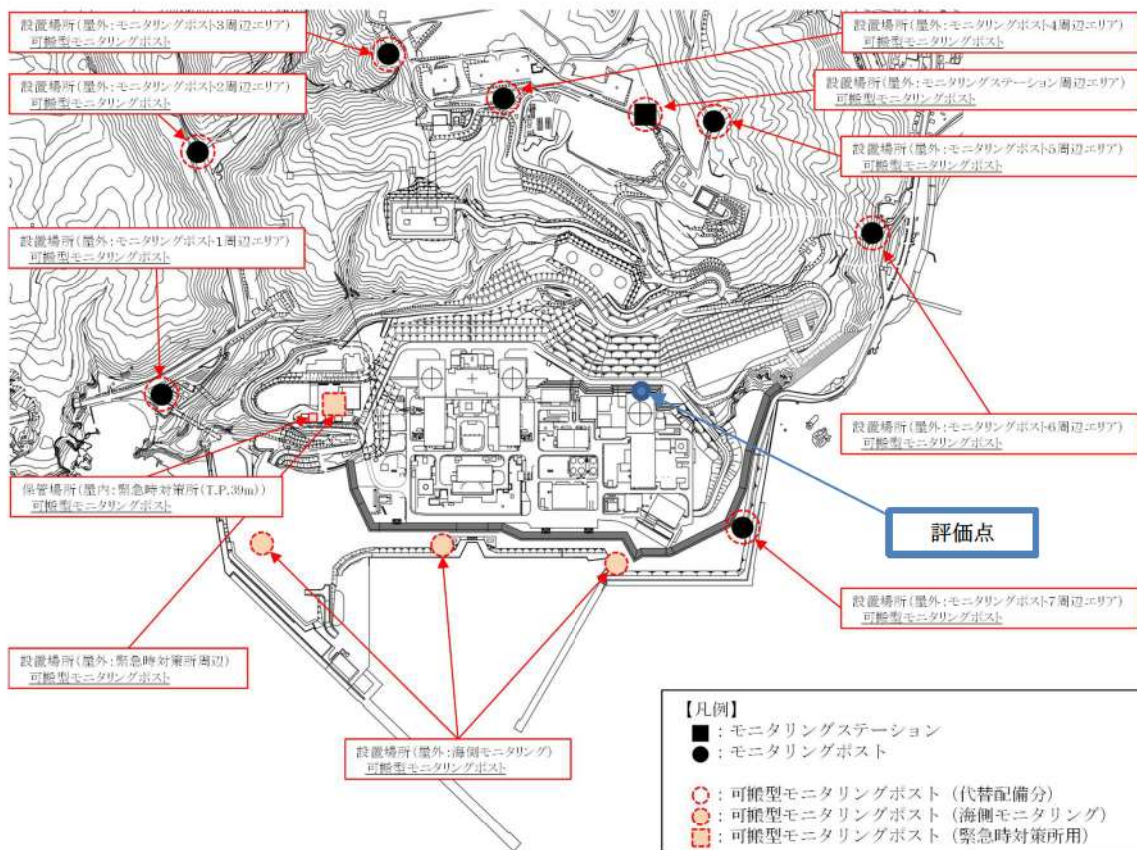 設置場所(屋外:モニタリングポスト3周辺エリア)
可搬型モニタリングポスト
設置場所(屋外:モニタリングポスト2周辺エリア)
可搬型モニタリングポスト
設置場所(屋外:モニタリングポスト1周辺エリア)
可搬型モニタリングポスト
設置場所(屋外:モニタリングポスト4周辺エリア)
可搬型モニタリングポスト
設置場所(屋外:モニタリングステーション周辺エリア)
可搬型モニタリングポスト
設置場所(屋外:モニタリングポスト5周辺エリア)
可搬型モニタリングポスト
設置場所(屋外:モニタリングポスト6周辺エリア)
可搬型モニタリングポスト
保管場所(屋内:緊急時対策所(T.P.39m))
可搬型モニタリングポスト
評価点
設置場所(屋外:モニタリングポスト7周辺エリア)
可搬型モニタリングポスト
設置場所(屋外:緊急時対策所周辺)
可搬型モニタリングポスト
設置場所(屋外:海側モニタリング)
可搬型モニタリングポスト
【凡例】
■:モニタリングステーション
●:モニタリングポスト
:可搬型モニタリングポスト(代替配備分)
:可搬型モニタリングポスト(海側モニタリング)
:可搬型モニタリングポスト(緊急時対策所用)